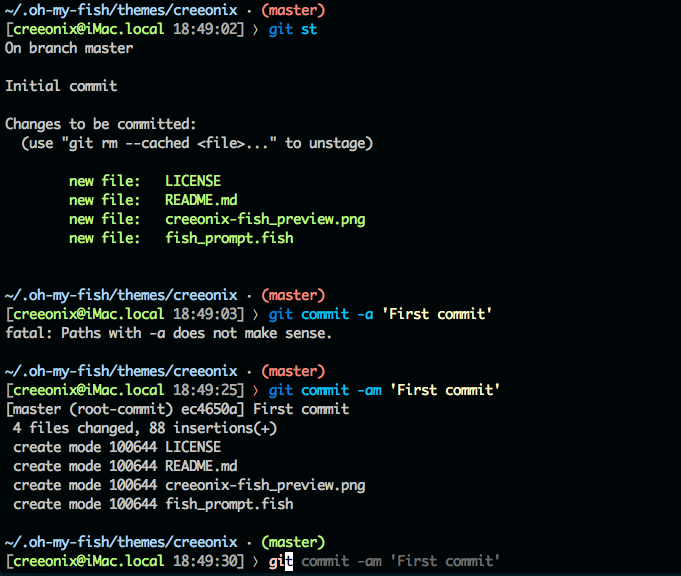 ~/.oh-my-fish/themes/creeonix · (master)
[creeonix@iMac.local 18:49:02] › git st
On branch master
Initial commit
Changes to be committed:
(use "git rm --cached <file>..." to unstage)
new file: LICENSE
new file: README.md
new file: creeonix-fish_preview.png
new file: fish_prompt.fish
~/.oh-my-fish/themes/creeonix · (master)
[creeonix@iMac.local 18:49:03] › git commit -a 'First commit'
fatal: Paths with -a does not make sense.
~/.oh-my-fish/themes/creeonix · (master)
[creeonix@iMac.local 18:49:25] › git commit -am 'First commit'
[master (root-commit) ec4650a] First commit
4 files changed, 88 insertions(+)
create mode 100644 LICENSE
create mode 100644 README.md
create mode 100644 creeonix-fish_preview.png
create mode 100644 fish_prompt.fish
~/.oh-my-fish/themes/creeonix · (master)
[creeonix@iMac.local 18:49:30] › git commit -am 'First commit'